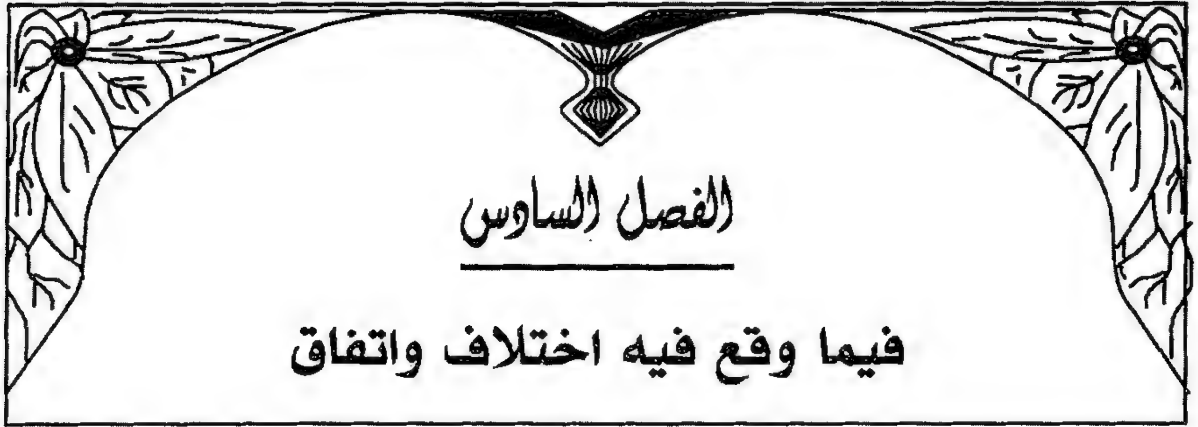 الفصل السادس
فيما وقع فيه اختلاف واتفاق